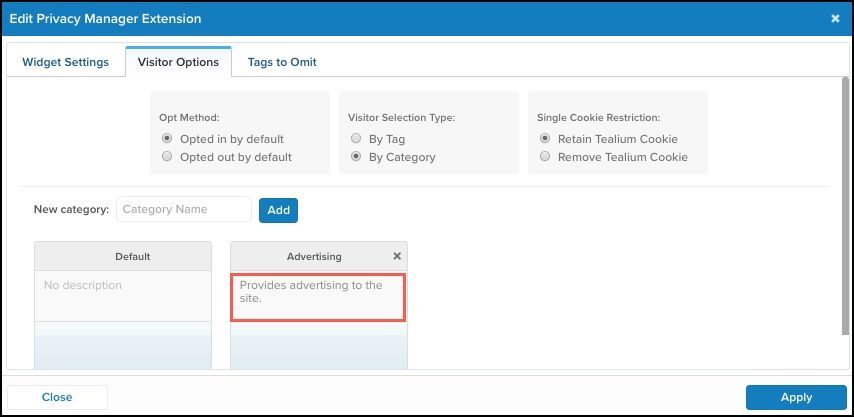 Edit Privacy Manager Extension
Widget Settings
Visitor Options
Tags to Omit
Opt Method:
Opted in by default
Opted out by default
Visitor Selection Type:
By Tag
By Category
Single Cookie Restriction:
Retain Tealium Cookie
Remove Tealium Cookie
New category:
Category Name
Add
Default
No description
Advertising
Provides advertising to the
site.
Close
Apply